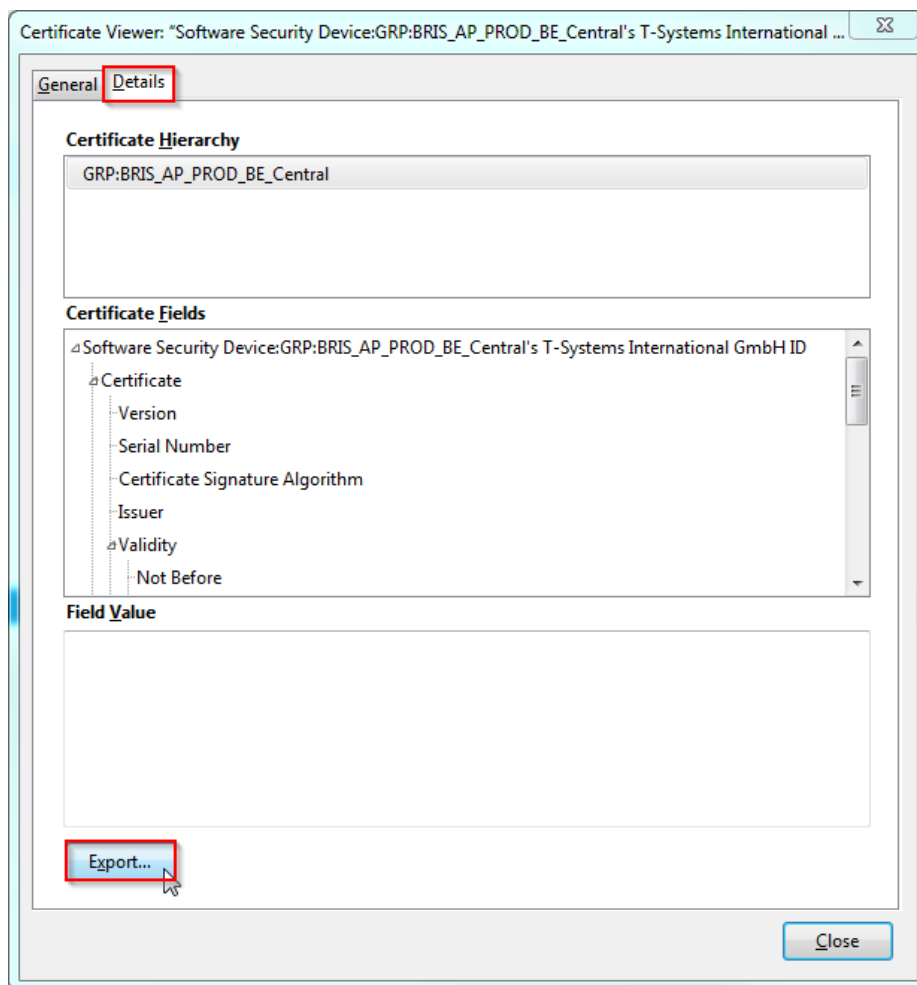 Certificate Viewer: “Software Security Device:GRP:BRIS_AP_PROD_BE_Central's T-Systems International ...
General Details
Certificate Hierarchy
GRP:BRIS_AP_PROD_BE_Central
Certificate Fields
Software Security Device:GRP:BRIS_AP_PROD_BE_Central's T-Systems International GmbH ID
Certificate
Version
Serial Number
Certificate Signature Algorithm
Issuer
Validity
Not Before
Field Value
Export...
Close